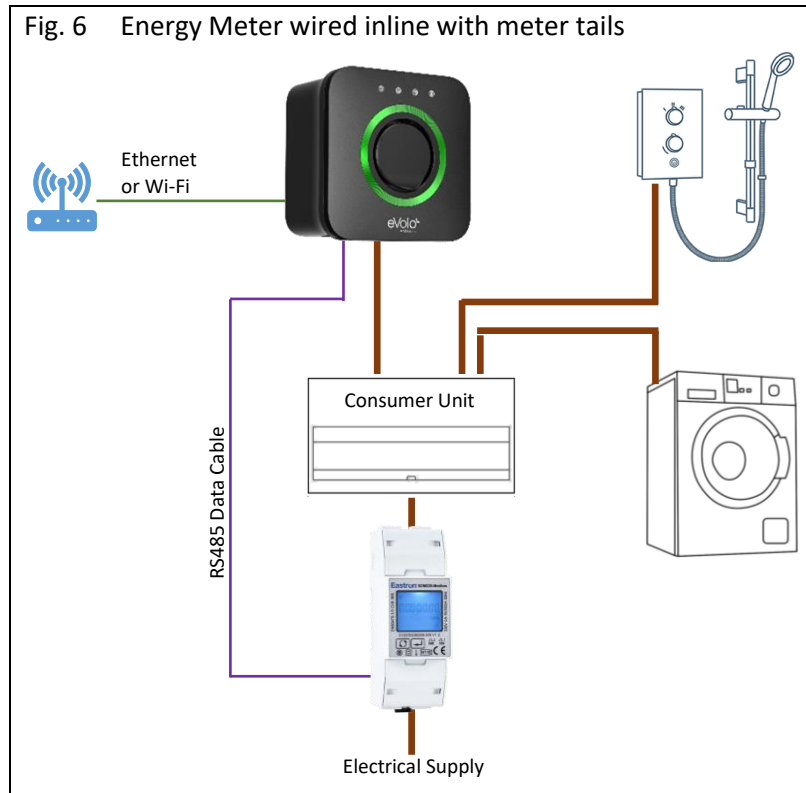 Fig. 6 Energy Meter wired inline with meter tails
Ethernet
or Wi-Fi
eVolo
Consumer Unit
RS485 Data Cable
Eastron
Electrical Supply